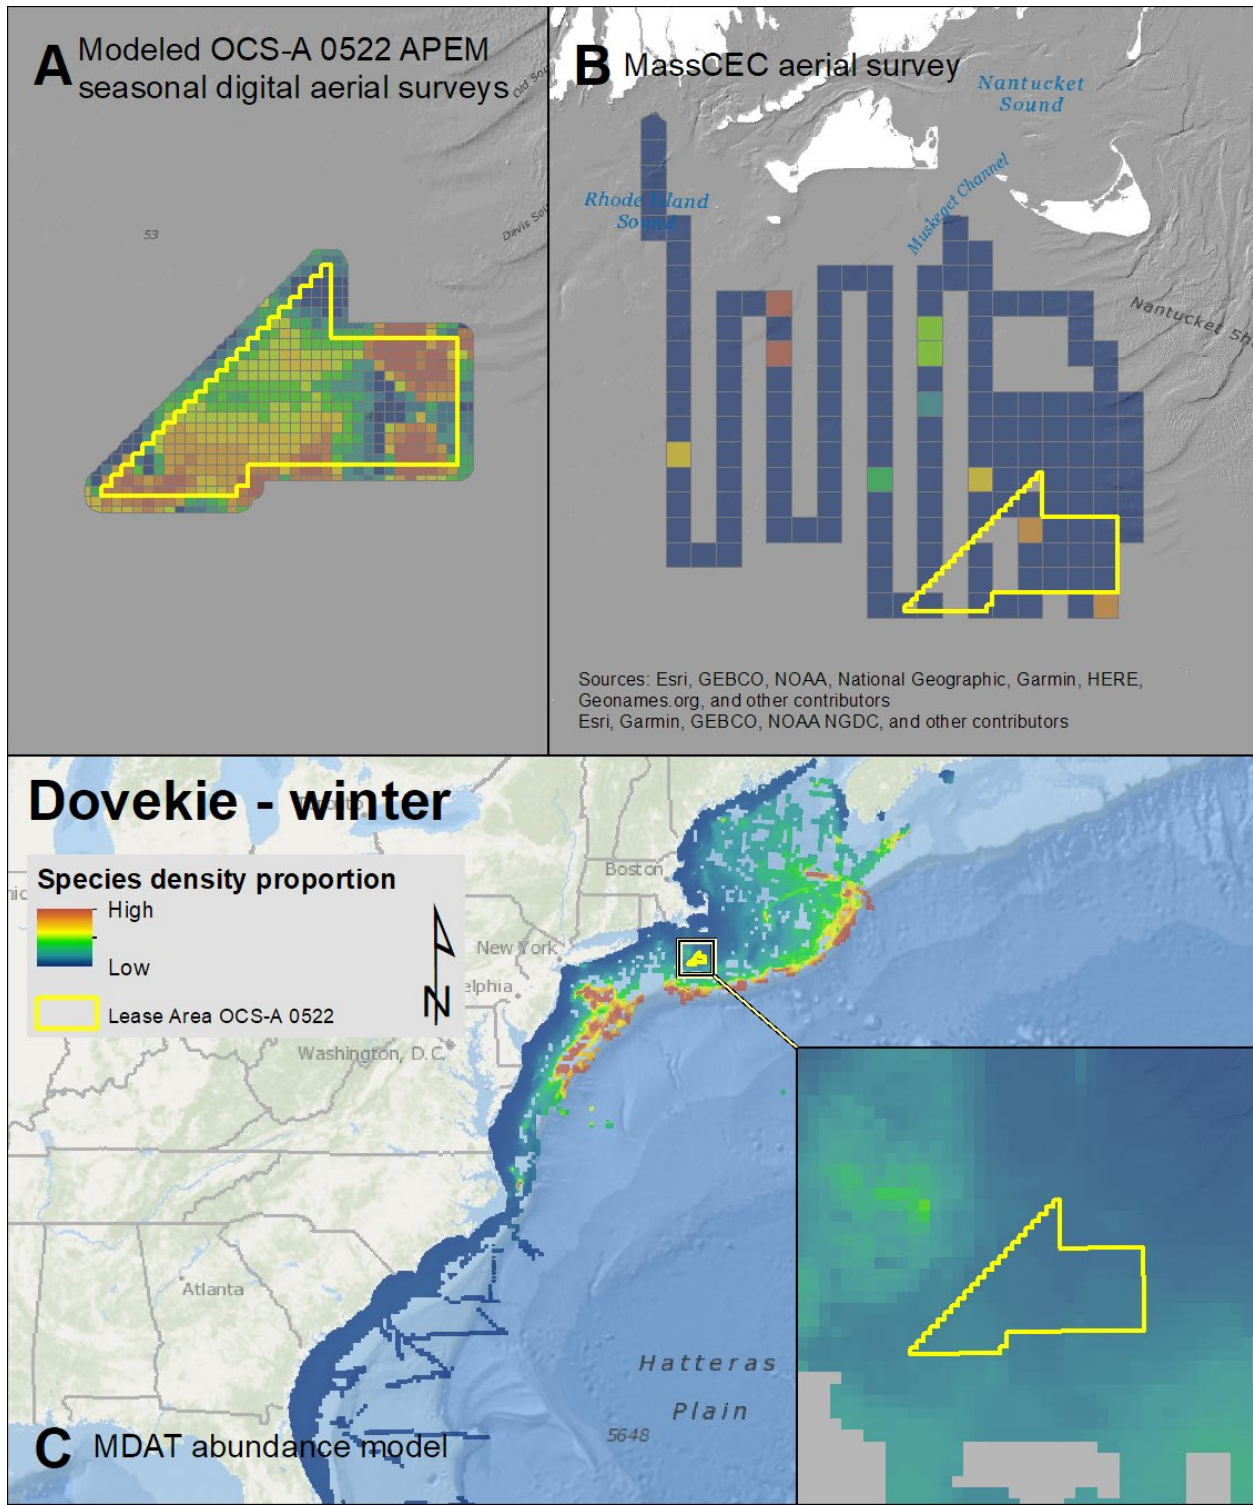 A Modeled OCS-A 0522 APEM
seasonal digital aerial surveys
Old Sou
Davis Sou
53
B MassCEC aerial survey
Nantucket
Sound
Rhode Island
Sound
Muskeget Channel
Nantucket Sh
Sources: Esri, GEBCO, NOAA, National Geographic, Garmin, HERE,
Geonames.org, and other contributors
Esri, Garmin, GEBCO, NOAA NGDC, and other contributors
Dovekie - winter
Species density proportion
High
Low
Lease Area OCS-A 0522
N
Boston
New York
elphia
Washington, D.C.
Atlanta
Hatteras
Plain
5648
C MDAT abundance model